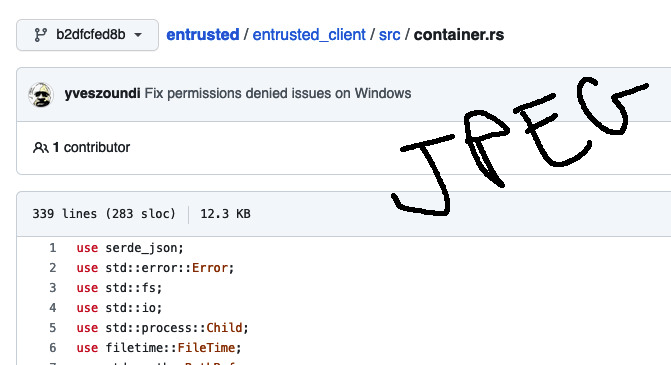 b2dfcfed8b entrusted / entrusted_client / src / container.rs
yveszoundi Fix permissions denied issues on Windows
JPEG
1 contributor
339 lines (283 sloc) 12.3 KB
1 use serde_json;
2 use std::error::Error;
3 use std::fs;
4 use std::io;
5 use std::process::Child;
6 use filetime::FileTime;